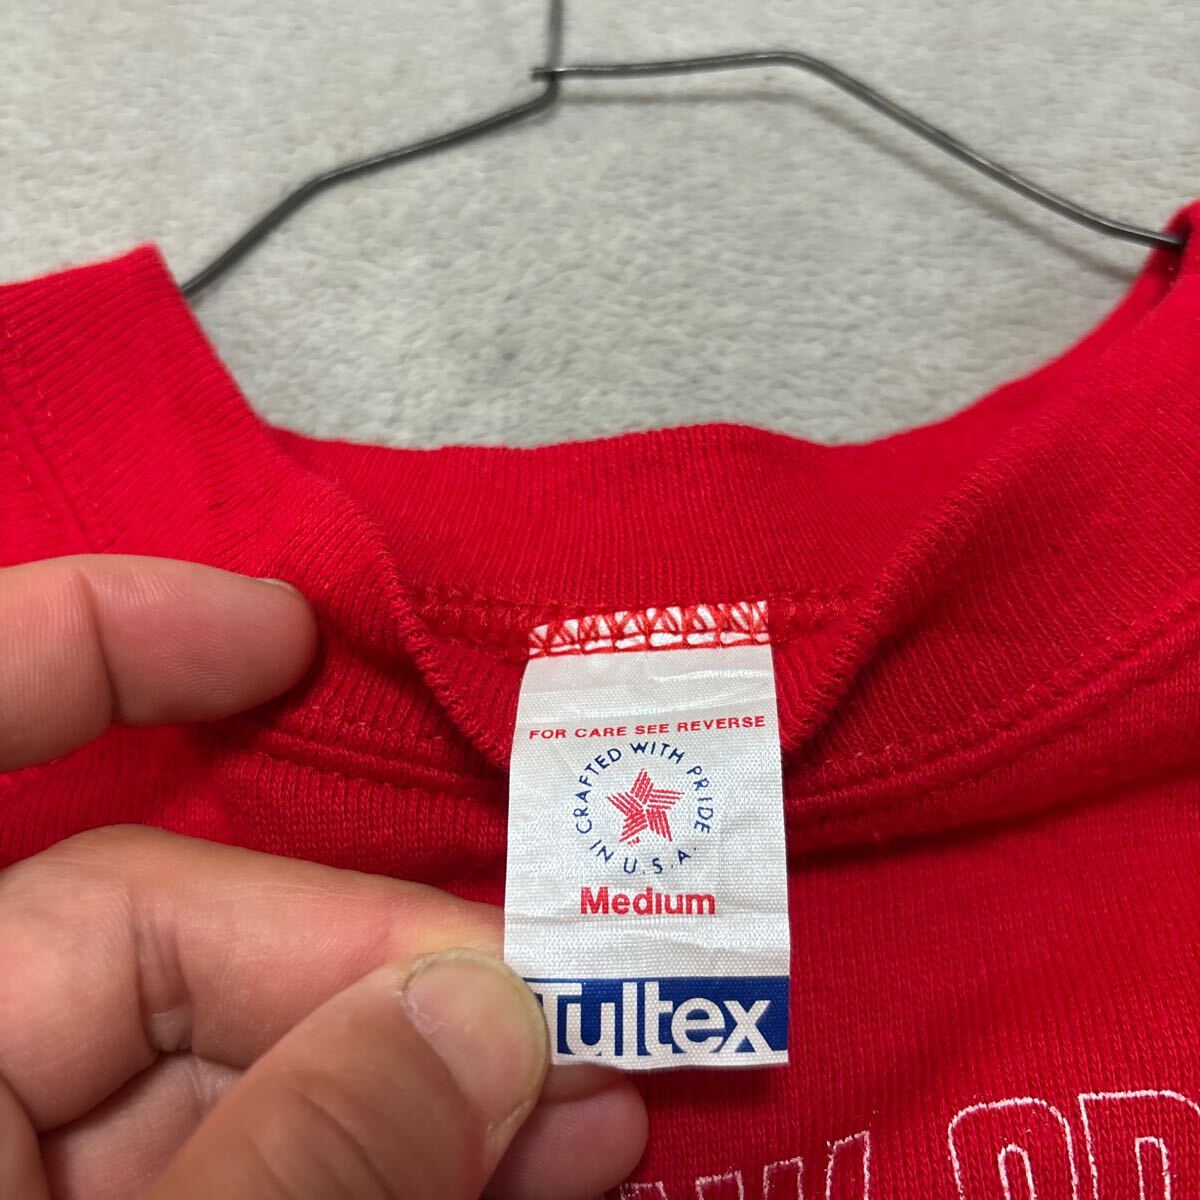 FOR CARE SEE REVERSE
CRAFTED WITH PRIDE
IN U.S.A.
Medium
Tultex